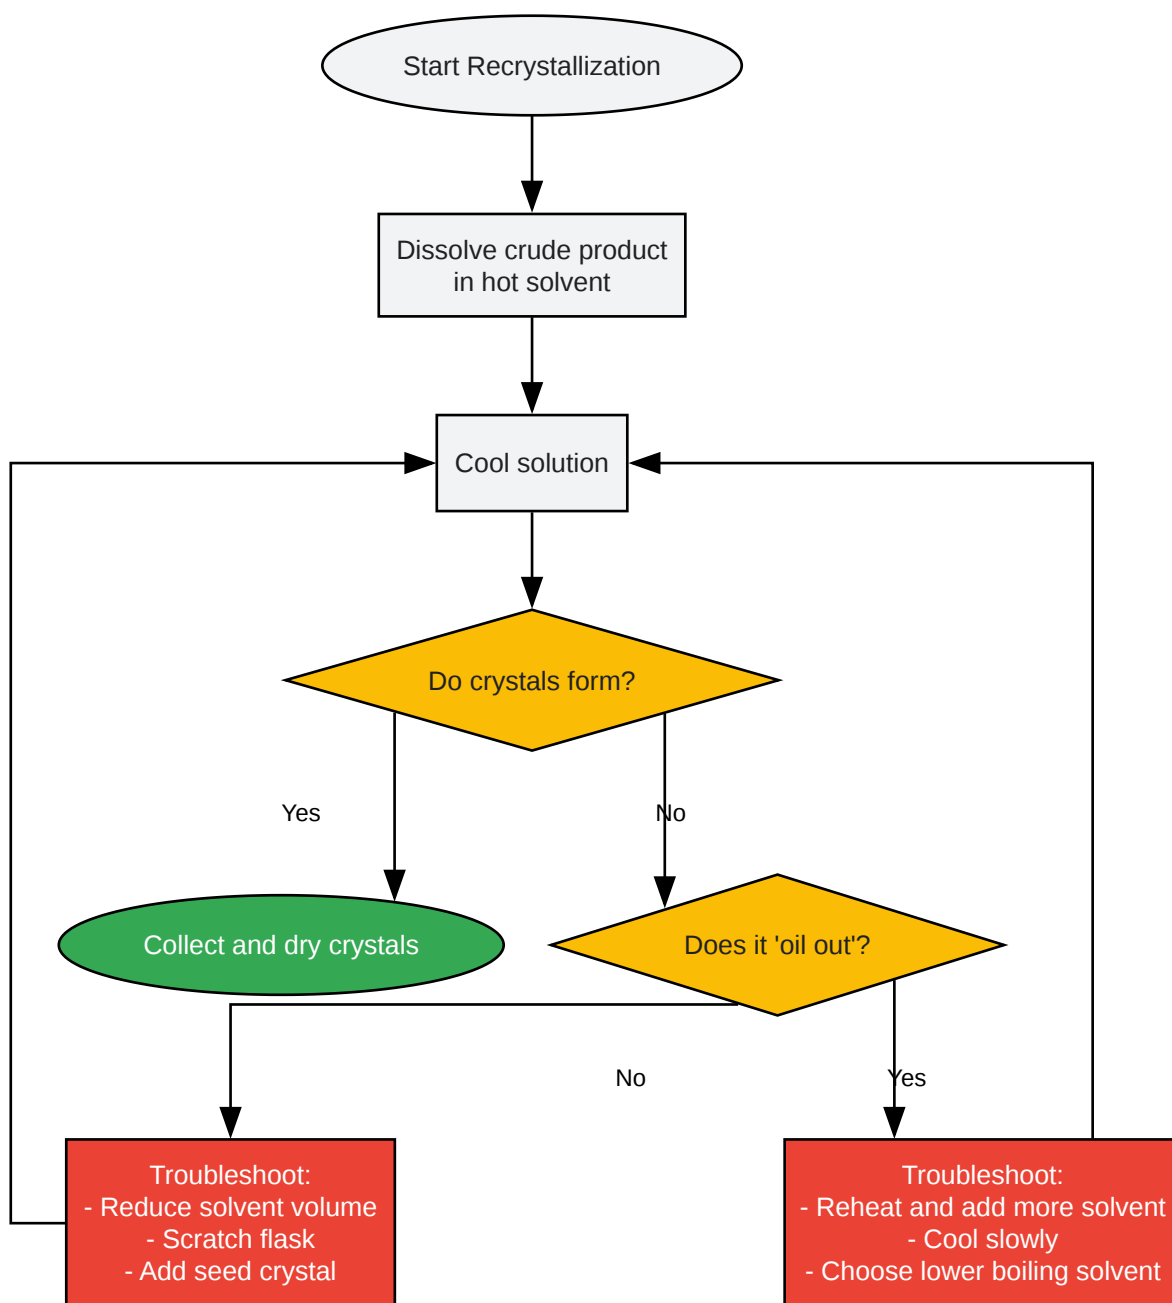 Start Recrystallization
Dissolve crude product
in hot solvent
Cool solution
Do crystals form?
Yes
No
Collect and dry crystals
Does it 'oil out'?
No
Yes
Troubleshoot:
- Reduce solvent volume
- Scratch flask
- Add seed crystal
Troubleshoot:
- Reheat and add more solvent
- Cool slowly
- Choose lower boiling solvent